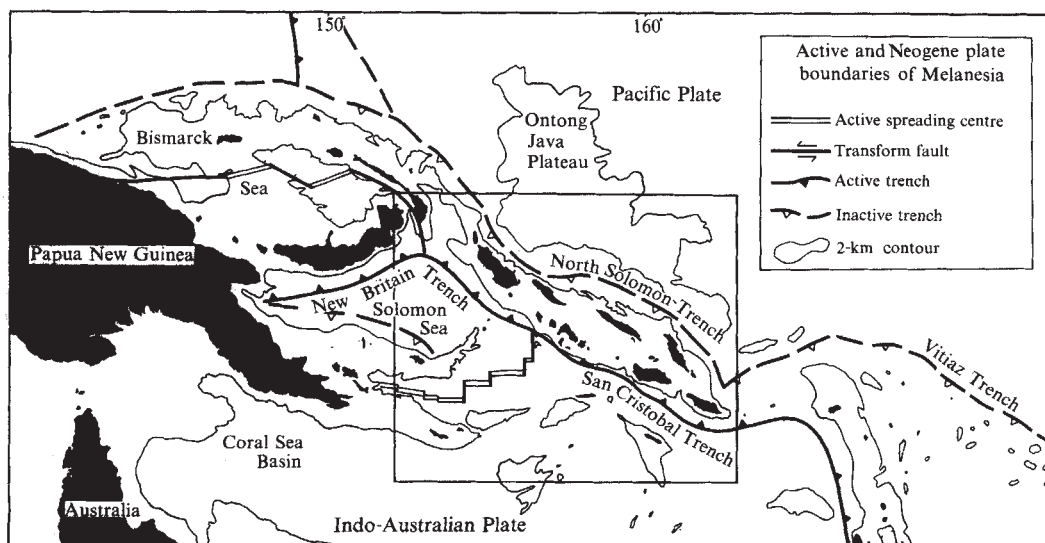 150°
160°
Active and Neogene plate
boundaries of Melanesia
Active spreading centre
Transform fault
Active trench
Inactive trench
2-km contour
Pacific Plate
Ontong
Java
Plateau
Bismarck
Sea
Papua New Guinea
New Britain Trench
Solomon
Sea
North Solomon-Trench
San Cristobal Trench
Vitiaz Trench
Coral Sea
Basin
Australia
Indo-Australian Plate